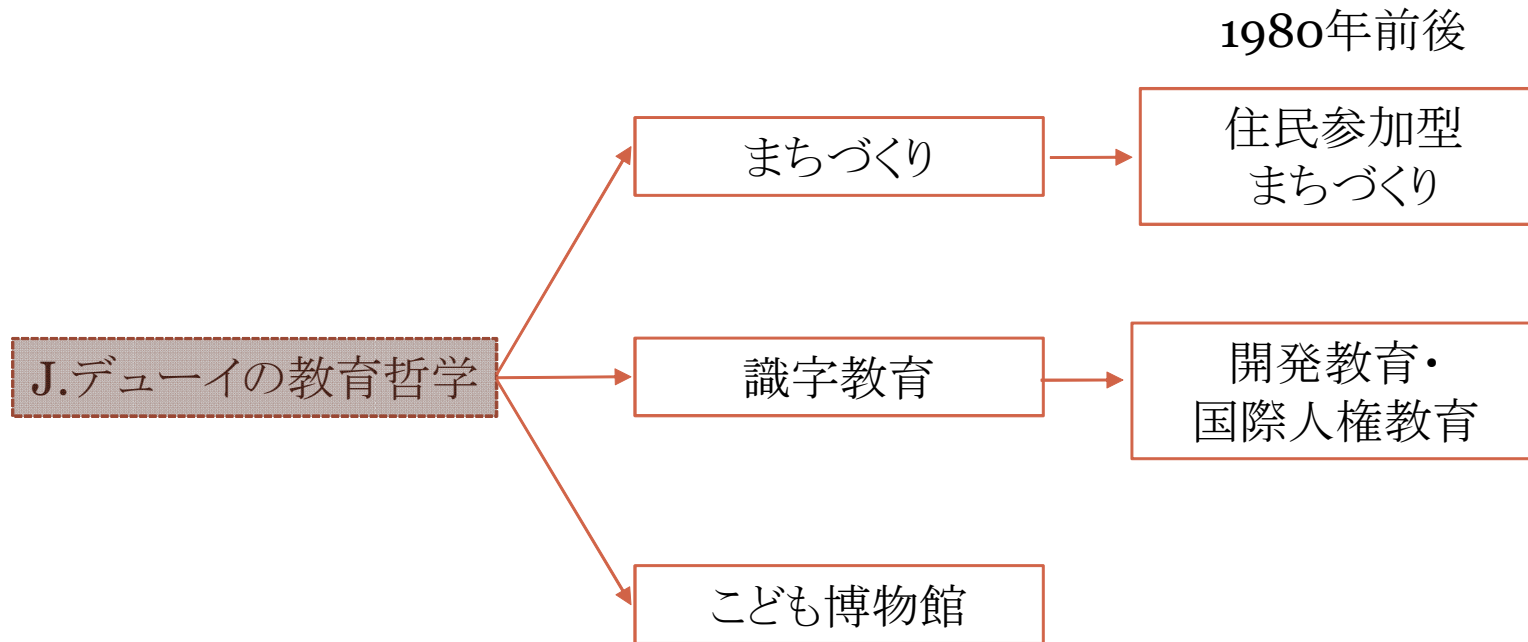 1980年前後
まちづくり
住民参加型
まちづくり
J.デューイの教育哲学
識字教育
開発教育・
国際人権教育
こども博物館